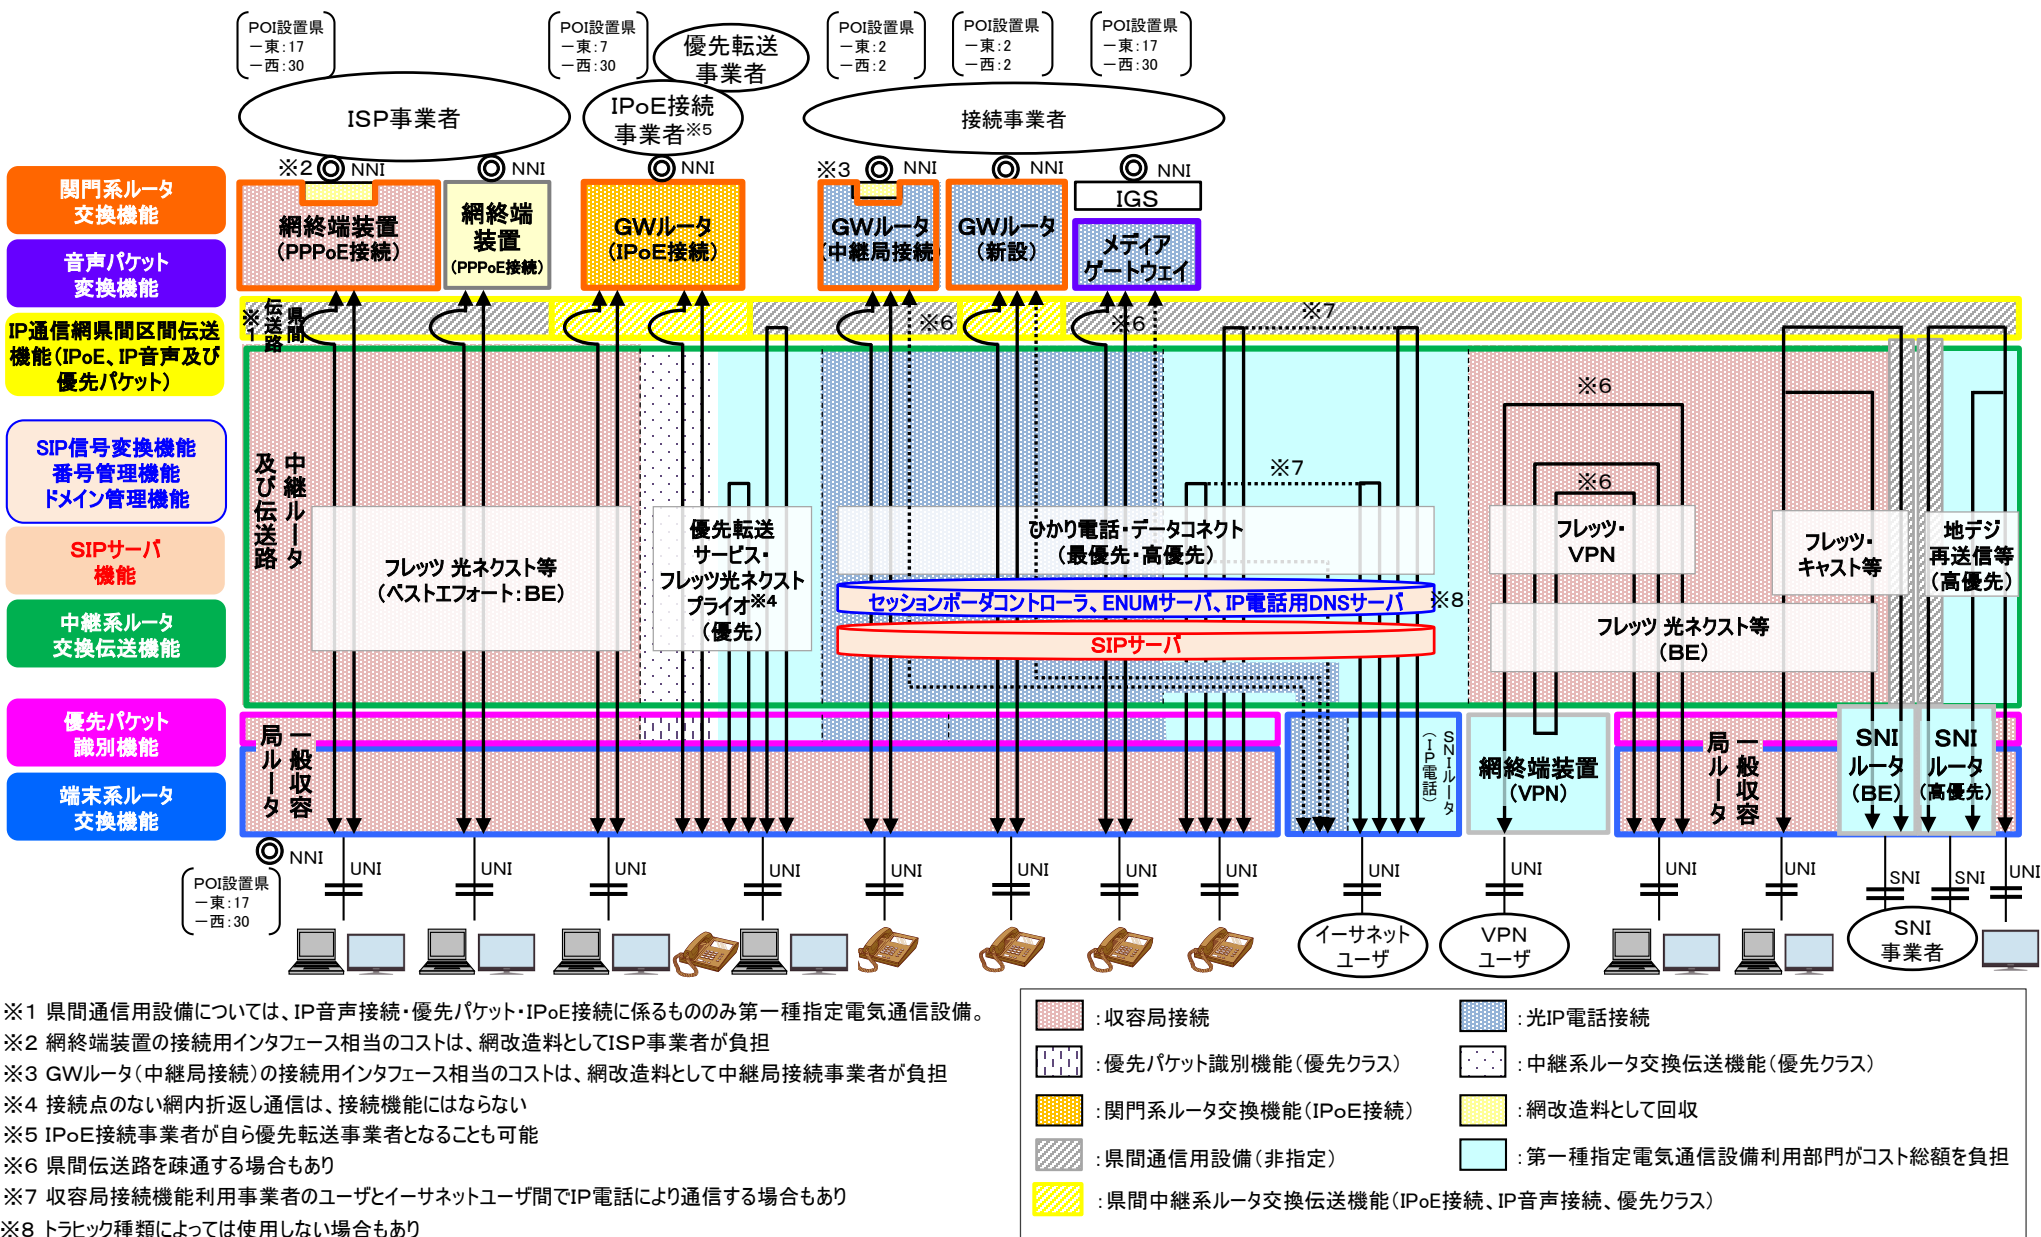 POI設置県
－東：17
－西：30
POI設置県
－東：7
－西：30
優先転送
事業者
POI設置県
－東：2
－西：2
POI設置県
－東：2
－西：2
POI設置県
－東：17
－西：30
ISP事業者
IPoE接続
事業者※5
接続事業者
※2
NNI
NNI
NNI
※3
NNI
NNI
NNI
関門系ルータ
交換機能
音声パケット
変換機能
IP通信網県間区間伝送
機能（IPoE、IP音声及び
優先パケット）
SIP信号変換機能
番号管理機能
ドメイン管理機能
SIPサーバ
機能
中継系ルータ
交換伝送機能
優先パケット
識別機能
端末系ルータ
交換機能
網終端装置
（PPPoE接続）
網終端
装置
（PPPoE接続）
GWルータ
（IPoE接続）
GWルータ
（中継局接続）
GWルータ
（新設）
IGS
メディア
ゲートウェイ
県間
伝送路
※1
※6
※6
※7
中継ルータ
及び伝送路
※6
※7
※6
フレッツ 光ネクスト等
（ベストエフォート：BE）
優先転送
サービス・
フレッツ光ネクスト
プライオ※4
（優先）
ひかり電話・データコネクト
（最優先・高優先）
セッションボーダコントローラ、ENUMサーバ、IP電話用DNSサーバ
※8
SIPサーバ
フレッツ・
VPN
フレッツ・
キャスト等
地デジ
再送信等
（高優先）
フレッツ 光ネクスト等
（BE）
一般収容
局ルータ
SNIルータ
（IP電話）
網終端装置
（VPN）
一般収容
局ルータ
SNI
ルータ
（BE）
SNI
ルータ
（高優先）
NNI
POI設置県
－東：17
－西：30
UNI
UNI
UNI
UNI
UNI
UNI
UNI
UNI
UNI
UNI
UNI
UNI
SNI
SNI
UNI
イーサネット
ユーザ
VPN
ユーザ
SNI
事業者
※1 県間通信用設備については、IP音声接続・優先パケット・IPoE接続に係るもののみ第一種指定電気通信設備。
※2 網終端装置の接続用インタフェース相当のコストは、網改造料としてISP事業者が負担
※3 GWルータ（中継局接続）の接続用インタフェース相当のコストは、網改造料として中継局接続事業者が負担
※4 接続点のない網内折返し通信は、接続機能にはならない
※5 IPoE接続事業者が自ら優先転送事業者となることも可能
※6 県間伝送路を疎通する場合もあり
※7 収容局接続機能利用事業者のユーザとイーサネットユーザ間でIP電話により通信する場合もあり
※8 トラヒック種類によっては使用しない場合もあり
：収容局接続
：光IP電話接続
：優先パケット識別機能（優先クラス）
：中継系ルータ交換伝送機能（優先クラス）
：関門系ルータ交換機能（IPoE接続）
：網改造料として回収
：県間通信用設備（非指定）
：第一種指定電気通信設備利用部門がコスト総額を負担
：県間中継系ルータ交換伝送機能（IPoE接続、IP音声接続、優先クラス）